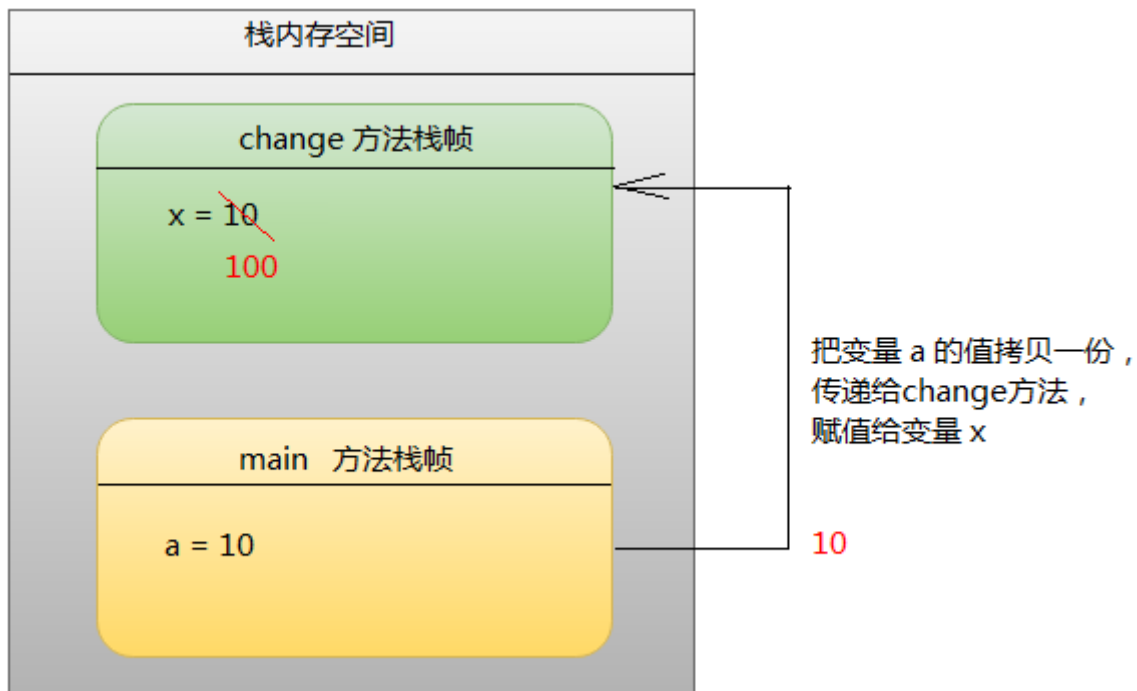 栈内存空间
change 方法栈帧
x = 10
100
把变量 a 的值拷贝一份，
传递给change方法，
赋值给变量 x
main 方法栈帧
a = 10
10